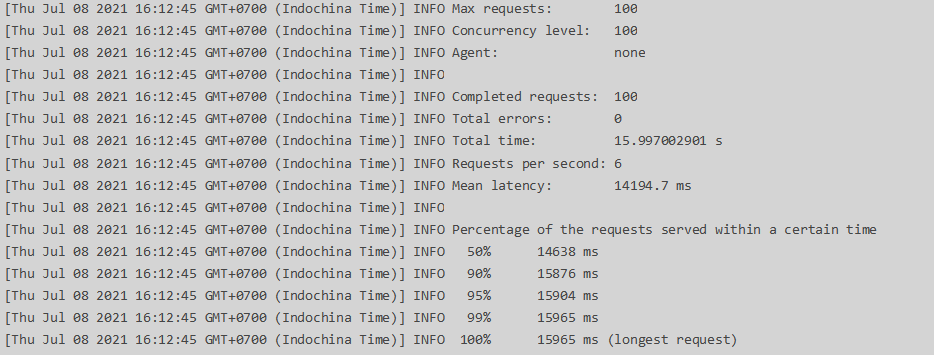 [Thu Jul 08 2021 16:12:45 GMT+0700 (Indochina Time)] INFO Max requests:        100
[Thu Jul 08 2021 16:12:45 GMT+0700 (Indochina Time)] INFO Concurrency level:   100
[Thu Jul 08 2021 16:12:45 GMT+0700 (Indochina Time)] INFO Agent:               none
[Thu Jul 08 2021 16:12:45 GMT+0700 (Indochina Time)] INFO
[Thu Jul 08 2021 16:12:45 GMT+0700 (Indochina Time)] INFO Completed requests:  100
[Thu Jul 08 2021 16:12:45 GMT+0700 (Indochina Time)] INFO Total errors:        0
[Thu Jul 08 2021 16:12:45 GMT+0700 (Indochina Time)] INFO Total time:          15.997002901 s
[Thu Jul 08 2021 16:12:45 GMT+0700 (Indochina Time)] INFO Requests per second: 6
[Thu Jul 08 2021 16:12:45 GMT+0700 (Indochina Time)] INFO Mean latency:        14194.7 ms
[Thu Jul 08 2021 16:12:45 GMT+0700 (Indochina Time)] INFO
[Thu Jul 08 2021 16:12:45 GMT+0700 (Indochina Time)] INFO Percentage of the requests served within a certain time
[Thu Jul 08 2021 16:12:45 GMT+0700 (Indochina Time)] INFO   50%      14638 ms
[Thu Jul 08 2021 16:12:45 GMT+0700 (Indochina Time)] INFO   90%      15876 ms
[Thu Jul 08 2021 16:12:45 GMT+0700 (Indochina Time)] INFO   95%      15904 ms
[Thu Jul 08 2021 16:12:45 GMT+0700 (Indochina Time)] INFO   99%      15965 ms
[Thu Jul 08 2021 16:12:45 GMT+0700 (Indochina Time)] INFO  100%      15965 ms (longest request)